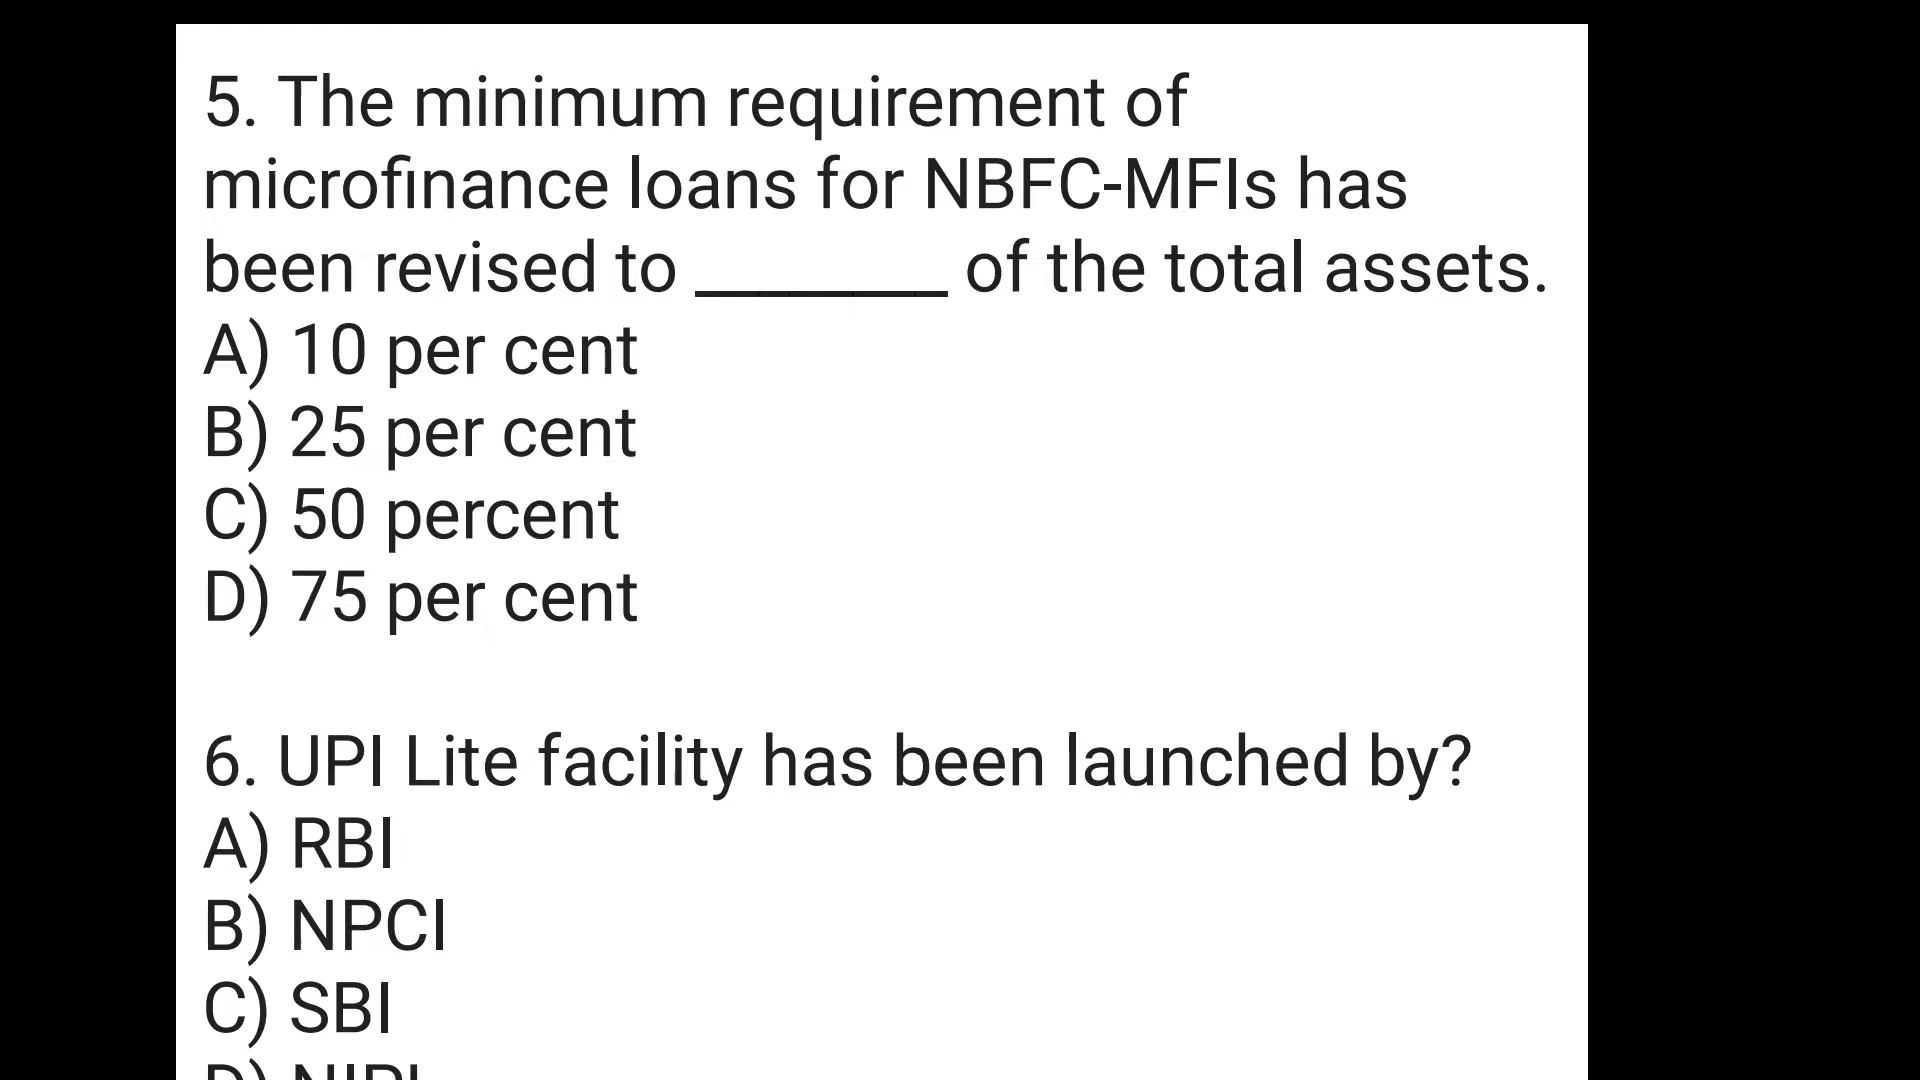 5. The minimum requirement of
microfinance loans for NBFC-MFIs has
been revised to ________ of the total assets.
A) 10 per cent
B) 25 per cent
C) 50 percent
D) 75 per cent
6. UPI Lite facility has been launched by?
A) RBI
B) NPCI
C) SBI
D)